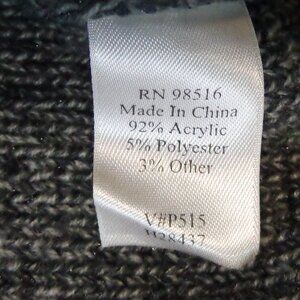 RN 98516
Made In China
92% Acrylic
5% Polyester
3% Other
V#P515